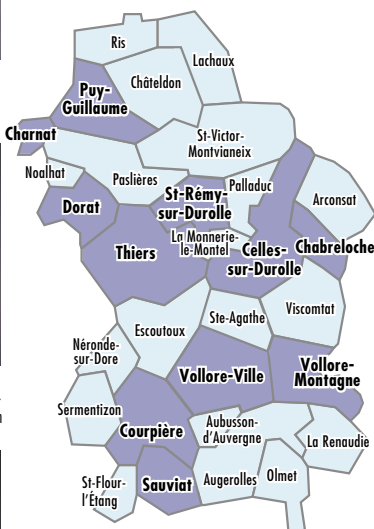 Ris
Lachaux
Châteldon
Puy-
Guillaume
Charnat
St-Victor-
Montvianeix
Noalhat
Paslières
St-Rémy-
sur-Durolle
Palladuc
Arconsat
Dorat
La Monnerie-
le-Montel
Thiers
Celles-
sur-Durolle
Chabreloche
Viscomtat
Ste-Agathe
Escoutoux
Néronde-
sur-Dore
Vollore-Ville
Vollore-
Montagne
Sermentizon
Courpière
Aubusson-
d'Auvergne
La Renaudie
St-Flour-
l'Étang
Sauviat
Augerolles
Olmet